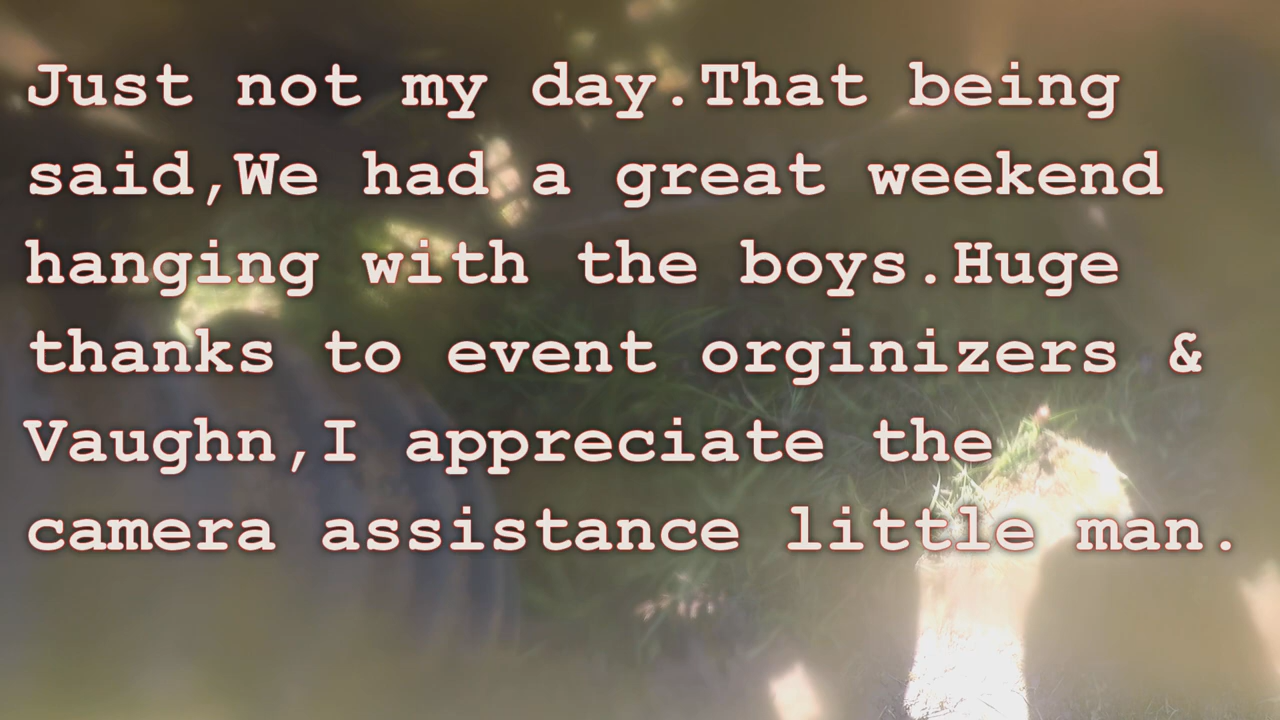 Just not my day.That being
said,We had a great weekend
hanging with the boys.Huge
thanks to event orginizers &
Vaughn,I appreciate the
camera assistance little man.